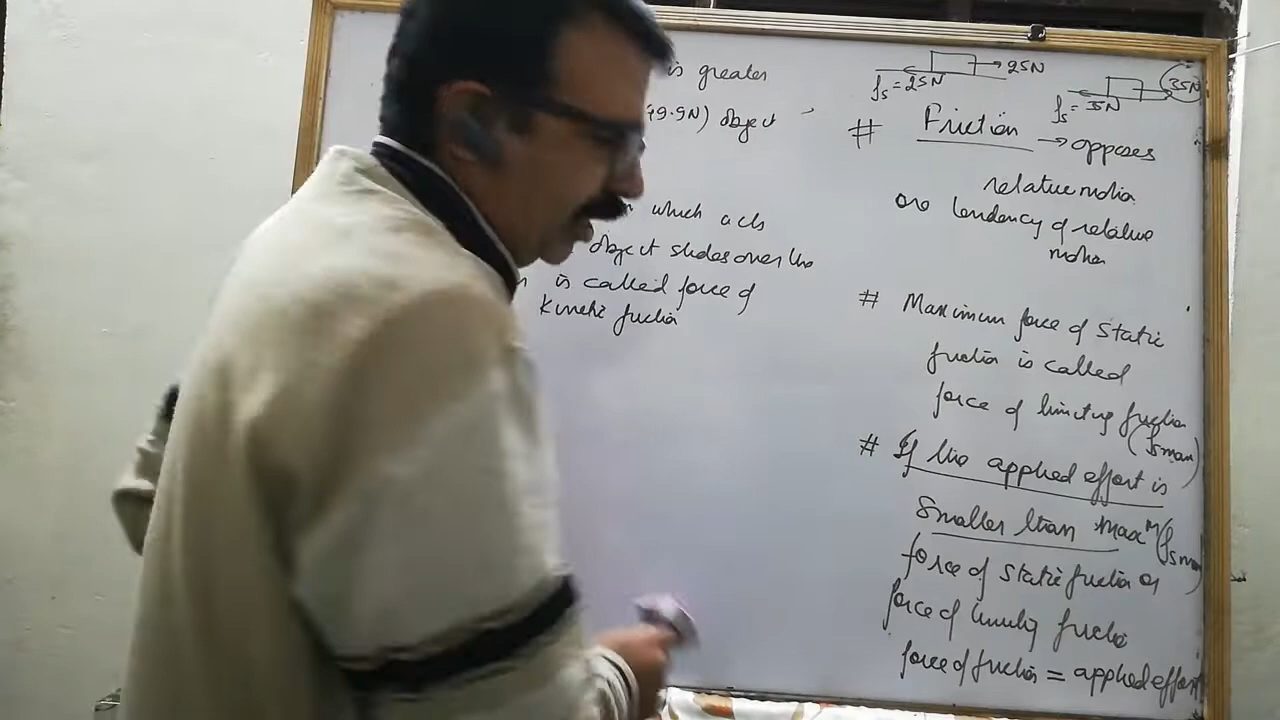 is greater
49.9N) object
which acts
object slides over the
is called force of
Kinetic friction
25N
fs = 25N
35N
fs = 35N
# Friction → opposes
relative motion
or tendency of relative
motion
# Maximum force of static
friction is called
force of limiting friction
(fsmax)
# If the applied effort is
Smaller than maxᵐ (fsmax)
force of static friction or
force of limiting friction
force of friction = applied effort